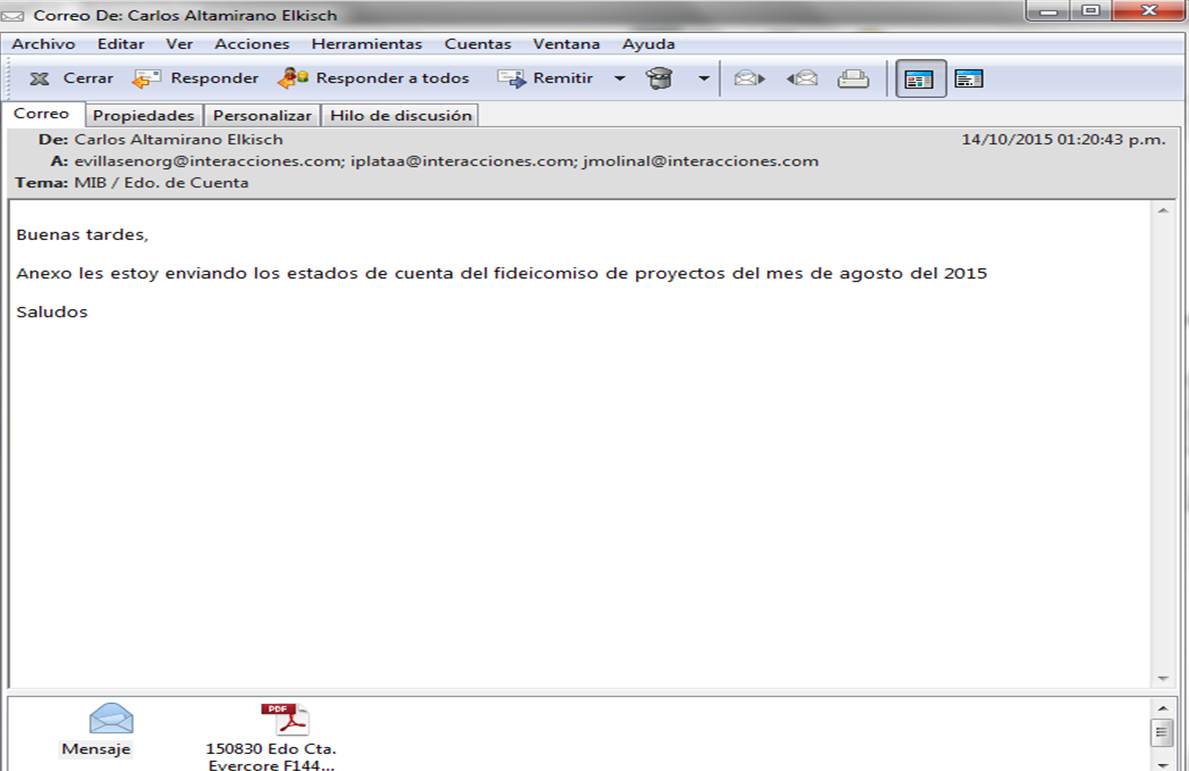 Correo De: Carlos Altamirano Elkisch
Archivo Editar Ver Acciones Herramientas Cuentas Ventana Ayuda
Cerrar Responder Responder a todos Remitir
Correo Propiedades Personalizar Hilo de discusión
De: Carlos Altamirano Elkisch 14/10/2015 01:20:43 p.m.
A: evillasenorg@interacciones.com; iplataa@interacciones.com; jmolinal@interacciones.com
Tema: MIB / Edo. de Cuenta
Buenas tardes,
Anexo les estoy enviando los estados de cuenta del fideicomiso de proyectos del mes de agosto del 2015
Saludos
PDF
Mensaje 150830 Edo Cta.
Evercore F144...